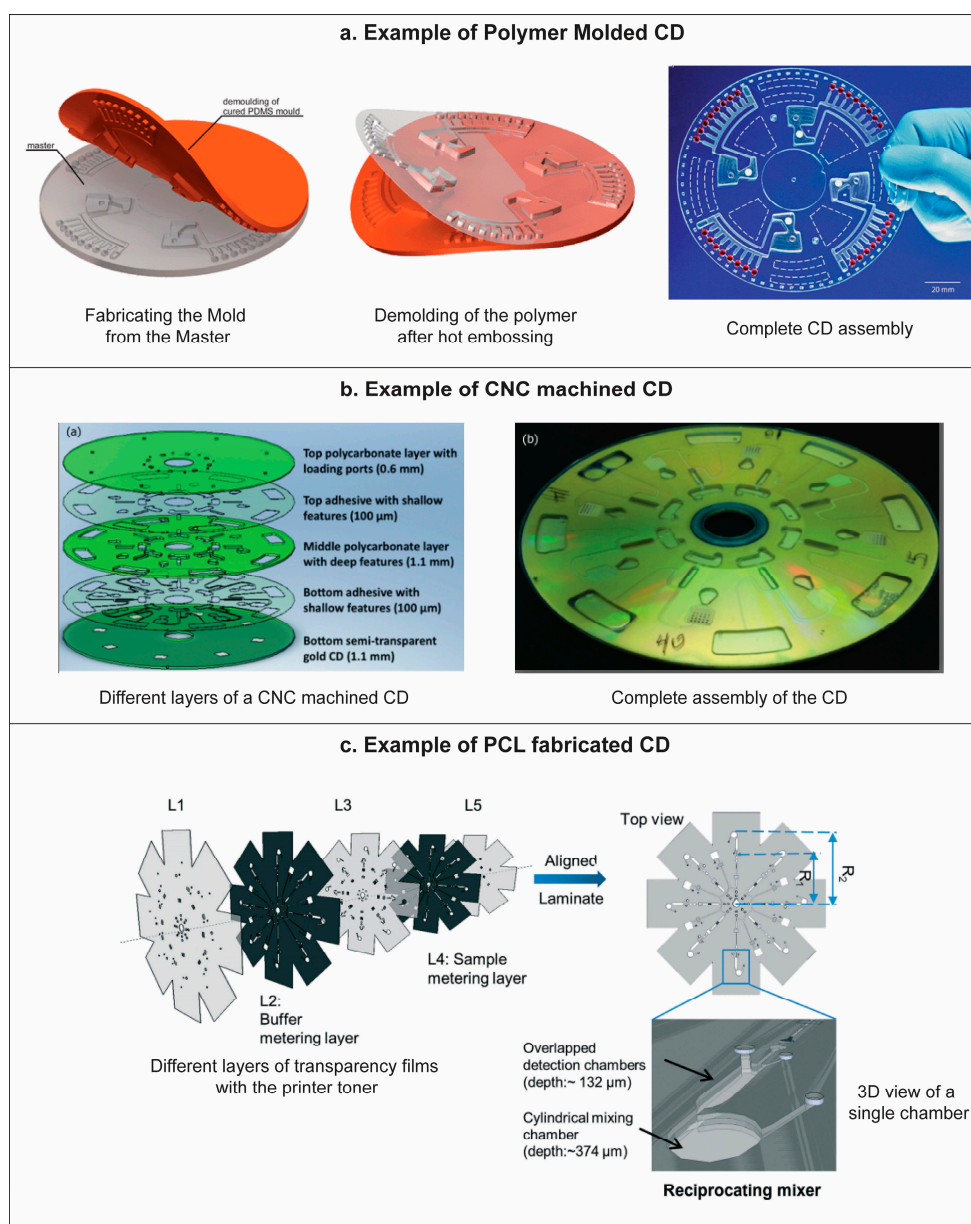 a. Example of Polymer Molded CD
demoulding of
cured PDMS mould
master
20 mm
Fabricating the Mold
from the Master
Demolding of the polymer
after hot embossing
Complete CD assembly
b. Example of CNC machined CD
(a)
Top polycarbonate layer with
loading ports (0.6 mm)
Top adhesive with shallow
features (100 µm)
Middle polycarbonate layer
with deep features (1.1 mm)
Bottom adhesive with
shallow features (100 µm)
Bottom semi-transparent
gold CD (1.1 mm)
(b)
40
Different layers of a CNC machined CD
Complete assembly of the CD
c. Example of PCL fabricated CD
L1
L3
L5
L2:
Buffer
metering layer
L4: Sample
metering layer
Aligned
Laminate
Top view
R1
R2
Different layers of transparency films
with the printer toner
Overlapped
detection chambers
(depth:~ 132 µm)
Cylindrical mixing
chamber
(depth:~374 µm)
3D view of a
single chamber
Reciprocating mixer